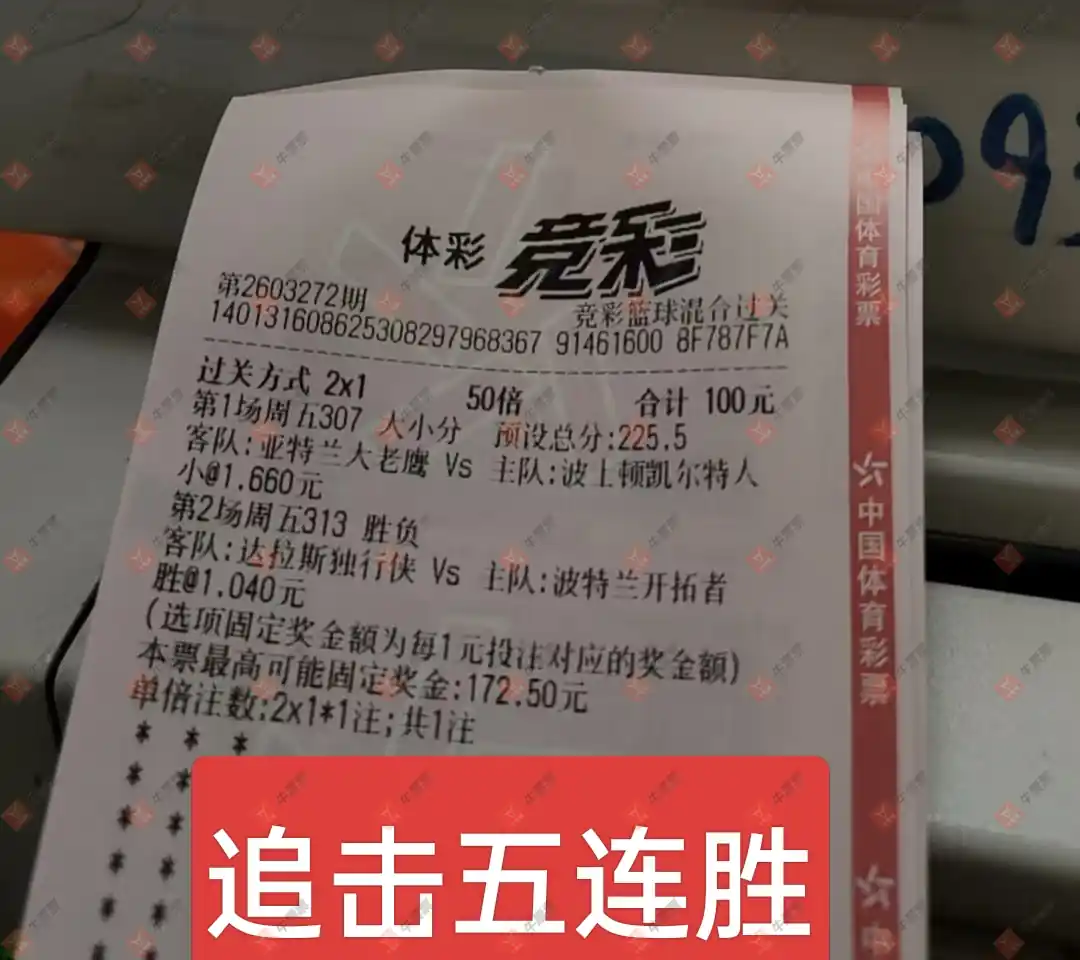 体彩 竞彩
第2603272期 竞彩篮球混合过关
140131608625308297968367 91461600 8F787F7A
过关方式 2x1 50倍 合计 100元
第1场周五307 大小分 预设总分:225.5
客队:亚特兰大老鹰 Vs 主队:波士顿凯尔特人
小@1.660元
第2场周五313 胜负
客队:达拉斯独行侠 Vs 主队:波特兰开拓者
胜@1.040元
(选项固定奖金额为每1元投注对应的奖金额)
本票最高可能固定奖金:172.50元
单倍注数:2x1*1注;共1注
* * *
* *
* *
* *
* *
* *
国体育彩票
中国体育彩票
中
09
追击五连胜
牛票票